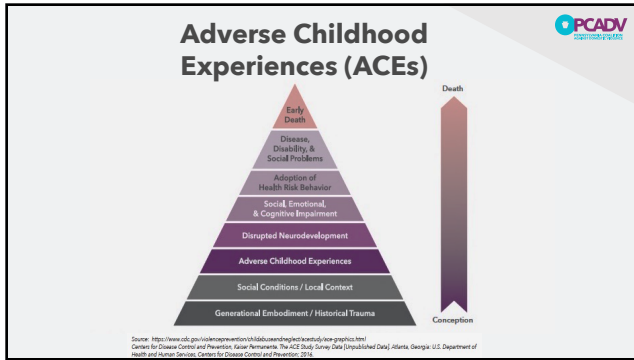 Adverse Childhood
Experiences (ACEs)
PCADV
Death
Early
Death
Disease,
Disability, &
Social Problems
Adoption of
Health Risk Behavior
Social, Emotional,
& Cognitive Impairment
Disrupted Neurodevelopment
Adverse Childhood Experiences
Social Conditions / Local Context
Generational Embodiment / Historical Trauma
Conception
Source: https://www.cdc.gov/violenceprevention/childabuseandneglect/acestudy/ace-graphics.html
Centers for Disease Control and Prevention, Kaiser Permanente. The ACE Study Survey Data [Unpublished Data]. Atlanta, Georgia: U.S. Department of
Health and Human Services, Centers for Disease Control and Prevention; 2016.